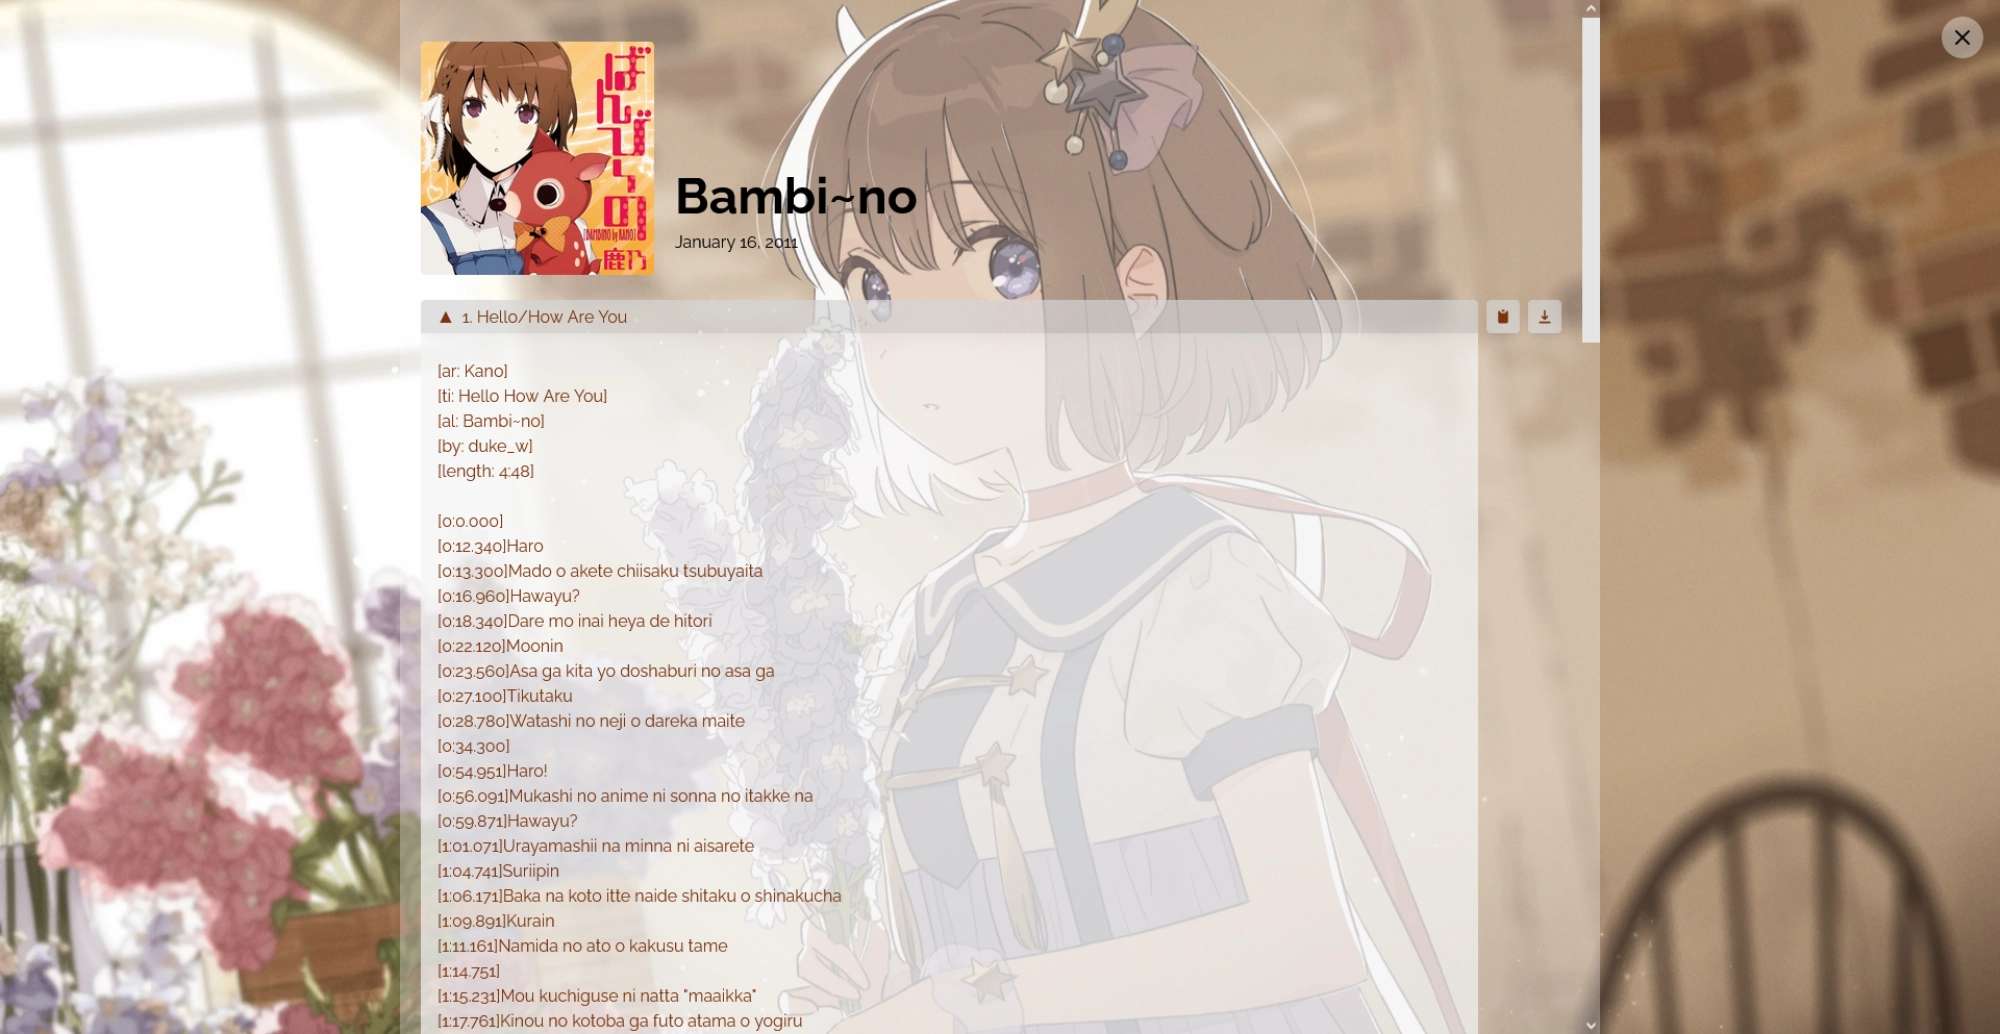 ばんびーの
[BAMBINO by KANO]
鹿乃
Bambi~no
January 16, 2011
▲ 1. Hello/How Are You
[ar: Kano]
[ti: Hello How Are You]
[al: Bambi~no]
[by: duke_w]
[length: 4:48]
[0:0.000]
[0:12.340]Haro
[0:13.300]Mado o akete chiisaku tsubuyaita
[0:16.960]Hawayu?
[0:18.340]Dare mo inai heya de hitori
[0:22.120]Moonin
[0:23.560]Asa ga kita yo doshaburi no asa ga
[0:27.100]Tikutaku
[0:28.780]Watashi no neji o dareka maite
[0:34.300]
[0:54.951]Haro!
[0:56.091]Mukashi no anime ni sonna no itakke na
[0:59.871]Hawayu?
[1:01.071]Urayamashii na minna ni aisarete
[1:04.741]Suriipin
[1:06.171]Baka na koto itte naide shitaku o shinakucha
[1:09.891]Kurain
[1:11.161]Namida no ato o kakusu tame
[1:14.751]
[1:15.231]Mou kuchiguse ni natta "maaikka"
[1:17.761]Kinou no kotoba ga futo atama o yogiru